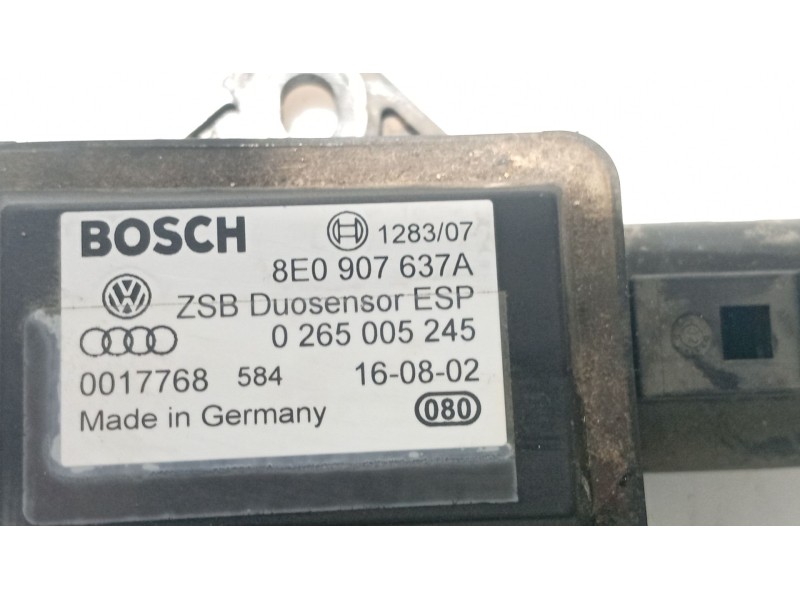 BOSCH 1283/07
8E0 907 637A
ZSB Duosensor ESP
0 265 005 245
0017768 584 16-08-02
Made in Germany 080